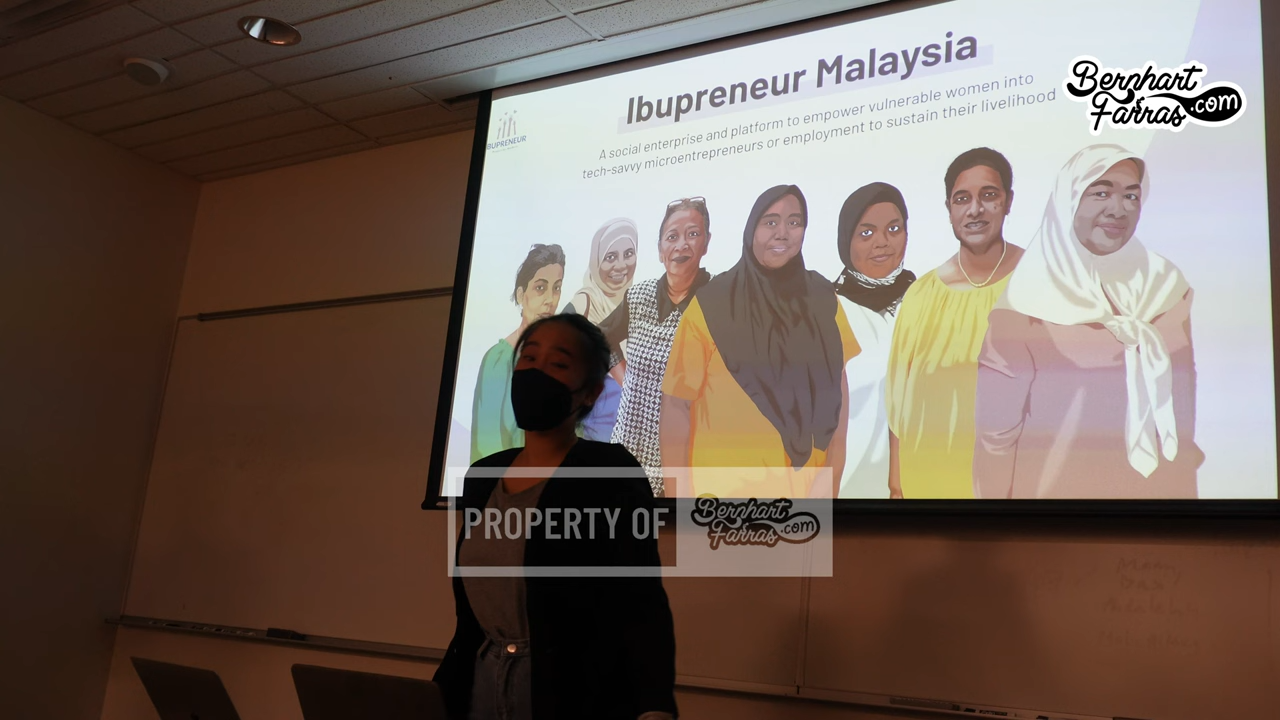 Ibupreneur Malaysia
A social enterprise and platform to empower vulnerable women into
tech-savvy microentrepreneurs or employment to sustain their livelihood
BUPRENEUR
Bernhart
& Farras .com
PROPERTY OF
Bernhart
& Farras .com